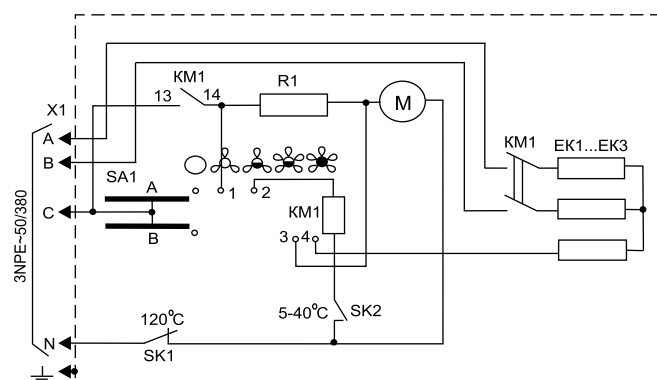 KM1
13 14
R1
M
X1
A
B
C
3NPE~50/380
N
SA1
A
B
1
2
KM1
3 4
KM1
EK1...EK3
120°C
SK1
5-40°C
SK2